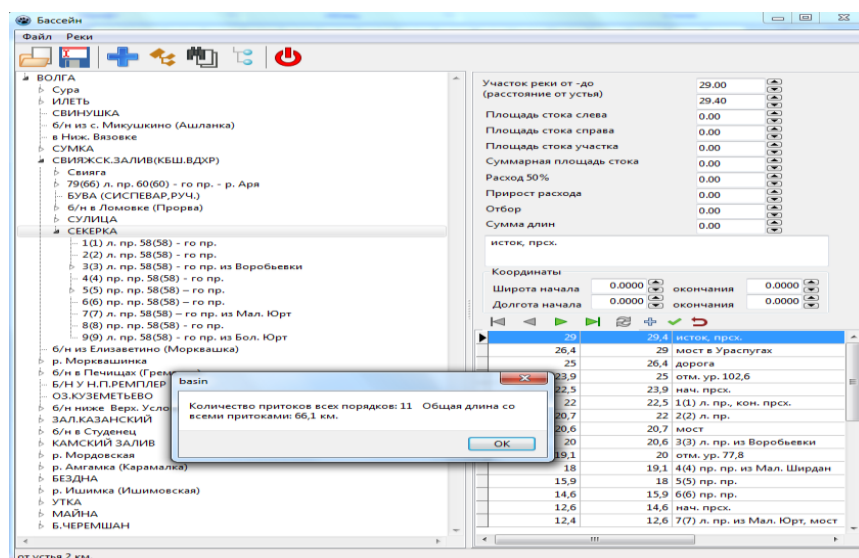 Бассейн
Файл Реки
ВОЛГА
Сура
ИЛЕТЬ
СВИНУШКА
б/н из с. Микушкино (Ашланка)
в Ниж. Вязовке
СУМКА
СВИЯЖСК.ЗАЛИВ(КБШ.ВДХР)
Свияга
79(66) л. пр. 60(60) - го пр. - р. Аря
БУВА (СИСПЕВАР,РУЧ.)
б/н в Ломовке (Прорва)
СУЛИЦА
СЕКЕРКА
1(1) л. пр. 58(58) - го пр.
2(2) л. пр. 58(58) - го пр.
3(3) л. пр. 58(58) - го пр. из Воробьевки
4(4) пр. пр. 58(58) - го пр.
5(5) пр. пр. 58(58) – го пр.
6(6) пр. пр. 58(58) – го пр.
7(7) л. пр. 58(58) – го пр. из Мал. Юрт
8(8) пр. пр. 58(58) - го пр.
9(9) л. пр. 58(58) - го пр. из Бол. Юрт
б/н из Елизаветино (Морквашка)
р. Морквашинка
б/н в Печищах
Б/Н У Н.П.РЕМПЛЕР
ОЗ.КУЗЕМЕТЬЕВО
б/н ниже Верх.
ЗАЛ.КАЗАНСКИЙ
б/н в Студенец
КАМСКИЙ ЗАЛИВ
р. Мордовская
р. Амгамка (Карамалка)
БЕЗДНА
р. Ишимка (Ишимовская)
УТКА
МАЙНА
Б.ЧЕРЕМШАН
от устья 2 км
Участок реки от -до
(расстояние от устья)
29.00
29.40
Площадь стока слева 0.00
Площадь стока справа 0.00
Площадь стока участка 0.00
Суммарная площадь стока 0.00
Расход 50% 0.00
Прирост расхода 0.00
Отбор 0.00
Сумма длин 0.00
исток, прсх.
Координаты
Широта начала 0.0000 окончания 0.0000
Долгота начала 0.0000 окончания 0.0000
29 29,4 исток, прсх.
26,4 29 мост в Ураспугах
25 26,4 дорога
23,9 25 отм. ур. 102,6
22,5 23,9 нач. прсх.
22 22,5 1(1) л. пр., кон. прсх.
20,7 22 2(2) л. пр.
20,6 20,7 мост
20 20,6 3(3) л. пр. из Воробьевки
19,1 20 отм. ур. 77,8
18 19,1 4(4) пр. пр. из Мал. Ширдан
15,9 18 5(5) пр. пр.
14,6 15,9 6(6) пр. пр.
12,6 14,6 нач. прсх.
12,4 12,6 7(7) л. пр. из Мал. Юрт, мост
basin
Количество притоков всех порядков: 11 Общая длина со
всеми притоками: 66,1 км.
ОК